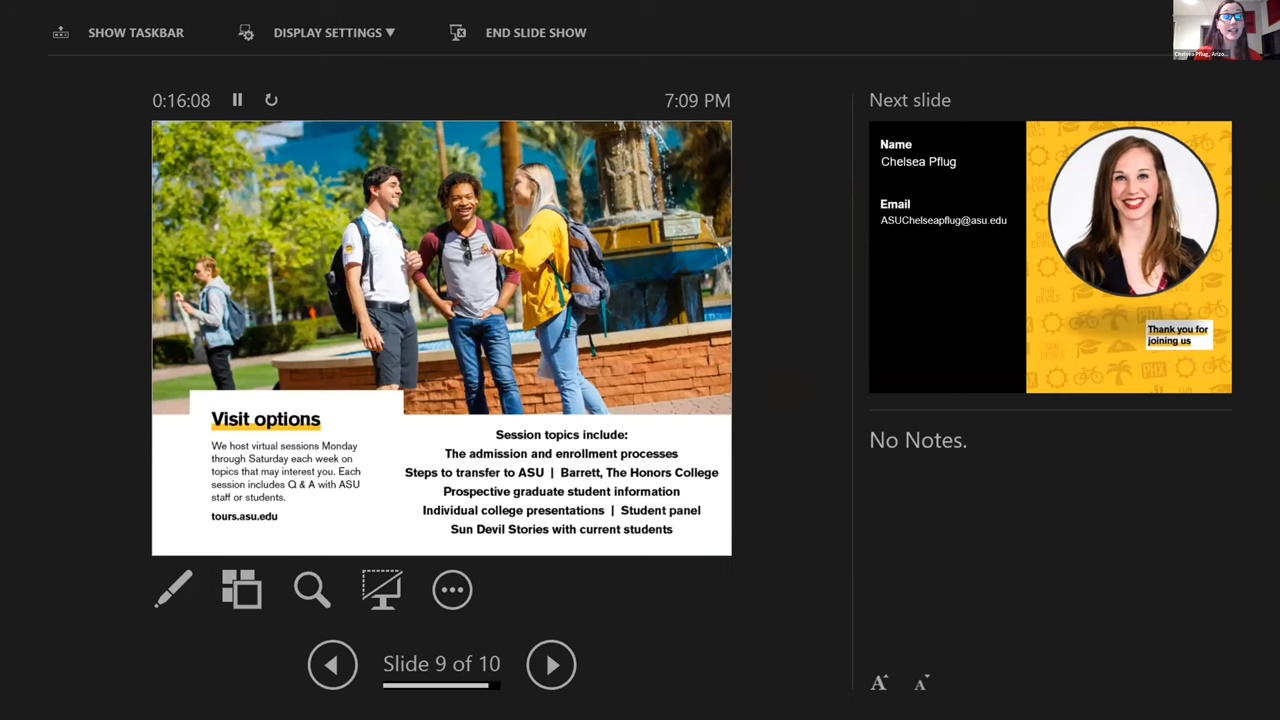 SHOW TASKBAR
DISPLAY SETTINGS ▼
END SLIDE SHOW
Chelsea Pflug, Arizo...
0:16:08
7:09 PM
Visit options
We host virtual sessions Monday
through Saturday each week on
topics that may interest you. Each
session includes Q & A with ASU
staff or students.
tours.asu.edu
Session topics include:
The admission and enrollment processes
Steps to transfer to ASU | Barrett, The Honors College
Prospective graduate student information
Individual college presentations | Student panel
Sun Devil Stories with current students
Slide 9 of 10
Next slide
Name
Chelsea Pflug
Email
ASUChelseapflug@asu.edu
Thank you for
joining us
No Notes.
A A